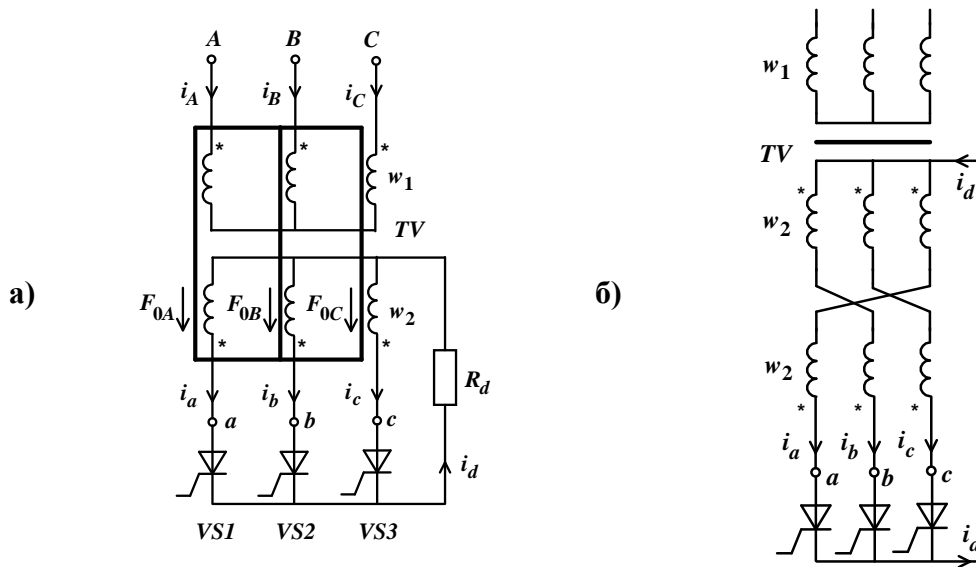 а)
A B C
i_A i_B i_C
* * *
w_1
TV
F_0A F_0B F_0C w_2
* * *
R_d
i_a i_b i_c
a b c
i_d
VS1 VS2 VS3
б)
w_1
TV
i_d
* * *
w_2
w_2
* * *
i_a i_b i_c
a b c
i_d